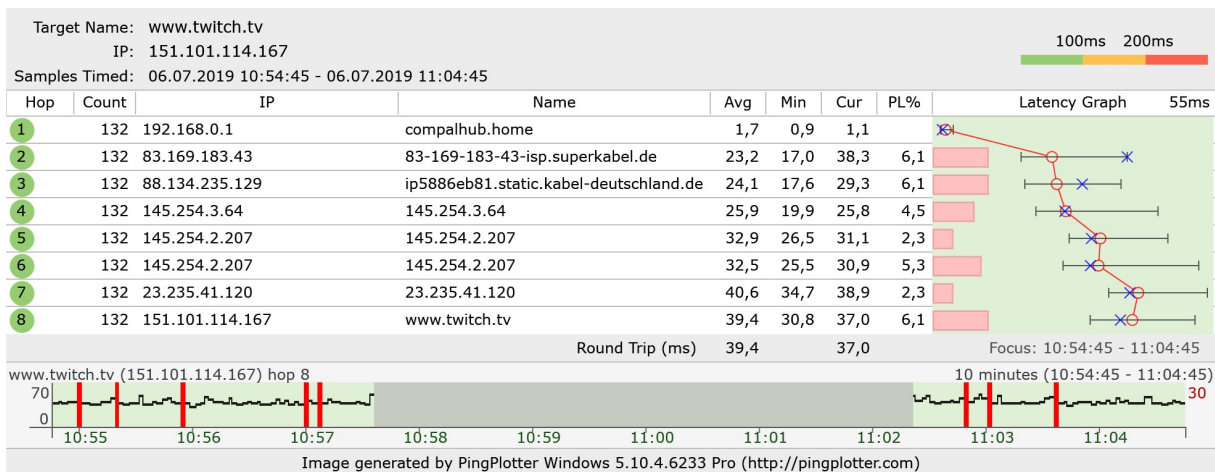 Target Name: www.twitch.tv
IP: 151.101.114.167
100ms 200ms
Samples Timed: 06.07.2019 10:54:45 - 06.07.2019 11:04:45
Hop Count IP Name Avg Min Cur PL% Latency Graph 55ms
1 132 192.168.0.1 compalhub.home 1,7 0,9 1,1
2 132 83.169.183.43 83-169-183-43-isp.superkabel.de 23,2 17,0 38,3 6,1
3 132 88.134.235.129 ip5886eb81.static.kabel-deutschland.de 24,1 17,6 29,3 6,1
4 132 145.254.3.64 145.254.3.64 25,9 19,9 25,8 4,5
5 132 145.254.2.207 145.254.2.207 32,9 26,5 31,1 2,3
6 132 145.254.2.207 145.254.2.207 32,5 25,5 30,9 5,3
7 132 23.235.41.120 23.235.41.120 40,6 34,7 38,9 2,3
8 132 151.101.114.167 www.twitch.tv 39,4 30,8 37,0 6,1
Round Trip (ms) 39,4 37,0 Focus: 10:54:45 - 11:04:45
www.twitch.tv (151.101.114.167) hop 8 10 minutes (10:54:45 - 11:04:45)
70 30
0
10:55 10:56 10:57 10:58 10:59 11:00 11:01 11:02 11:03 11:04
Image generated by PingPlotter Windows 5.10.4.6233 Pro (http://pingplotter.com)